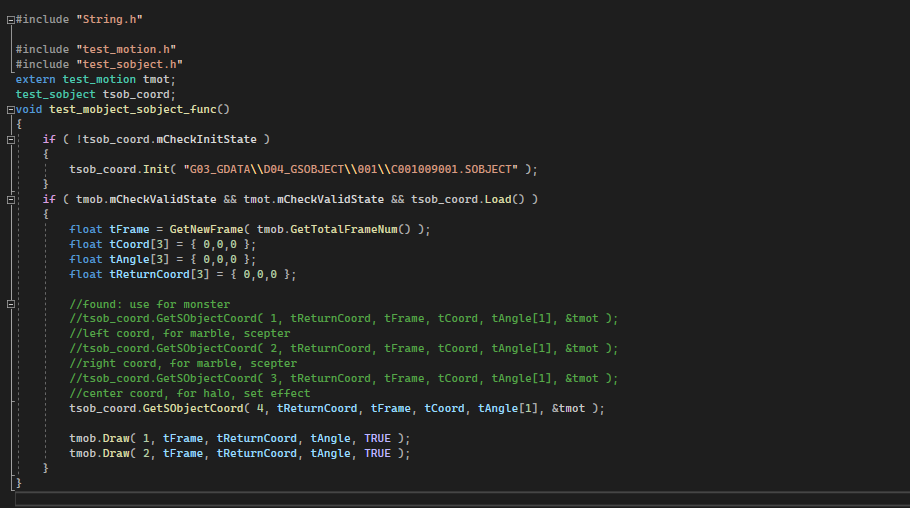 #include "String.h"

#include "test_motion.h"
#include "test_sobject.h"
extern test_motion tmot;
test_sobject tsob_coord;
void test_mobject_sobject_func()
{
    if ( !tsob_coord.mCheckInitState )
    {
        tsob_coord.Init( "G03_GDATA\\D04_GSOBJECT\\001\\C001009001.SOBJECT" );
    }
    if ( tmob.mCheckValidState && tmot.mCheckValidState && tsob_coord.Load() )
    {
        float tFrame = GetNewFrame( tmob.GetTotalFrameNum() );
        float tCoord[3] = { 0,0,0 };
        float tAngle[3] = { 0,0,0 };
        float tReturnCoord[3] = { 0,0,0 };

        //found: use for monster
        //tsob_coord.GetSObjectCoord( 1, tReturnCoord, tFrame, tCoord, tAngle[1], &tmot );
        //left coord, for marble, scepter
        //tsob_coord.GetSObjectCoord( 2, tReturnCoord, tFrame, tCoord, tAngle[1], &tmot );
        //right coord, for marble, scepter
        //tsob_coord.GetSObjectCoord( 3, tReturnCoord, tFrame, tCoord, tAngle[1], &tmot );
        //center coord, for halo, set effect
        tsob_coord.GetSObjectCoord( 4, tReturnCoord, tFrame, tCoord, tAngle[1], &tmot );

        tmob.Draw( 1, tFrame, tReturnCoord, tAngle, TRUE );
        tmob.Draw( 2, tFrame, tReturnCoord, tAngle, TRUE );
    }
}